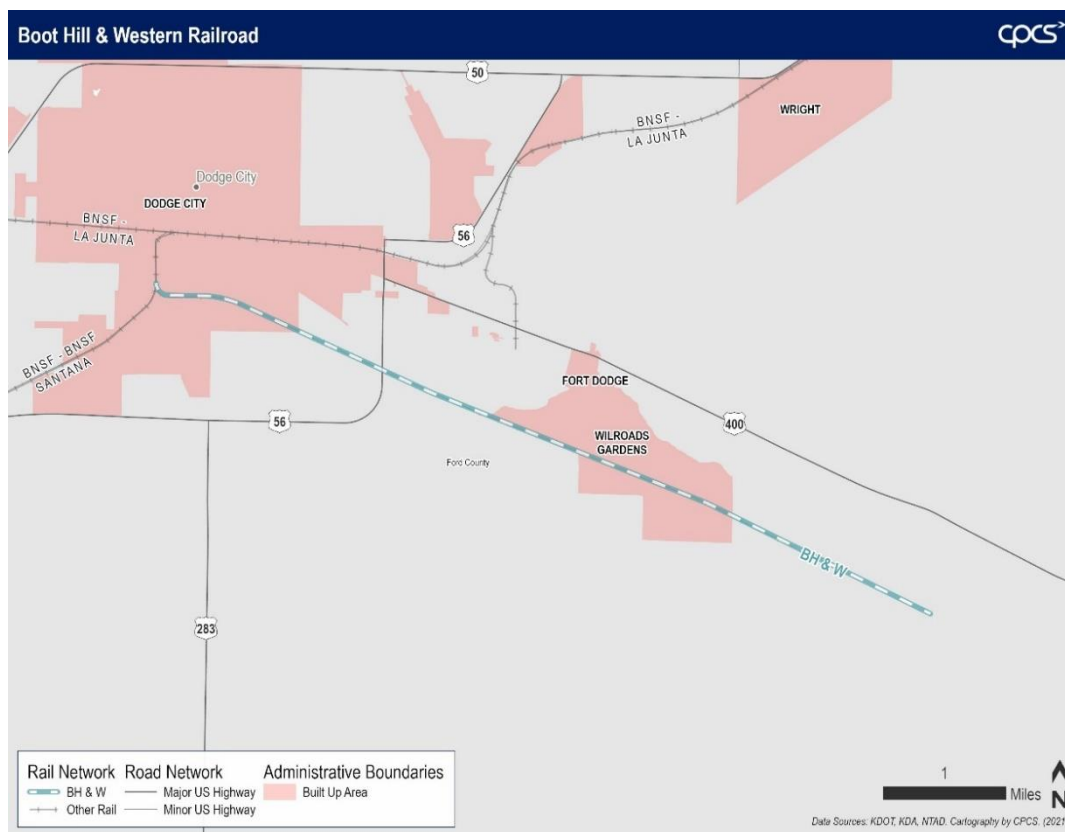 Boot Hill & Western Railroad
cpcs
50
WRIGHT
BNSF -
LA JUNTA
Dodge City
DODGE CITY
BNSF -
LA JUNTA
56
BNSF - BNSF
SANTANA
FORT DODGE
56
400
WILROADS
GARDENS
Ford County
BH & W
283
Rail Network
BH & W
Other Rail
Road Network
Major US Highway
Minor US Highway
Administrative Boundaries
Built Up Area
1
Miles
N
Data Sources: KDOT, KDA, NTAD. Cartography by CPCS. (2021